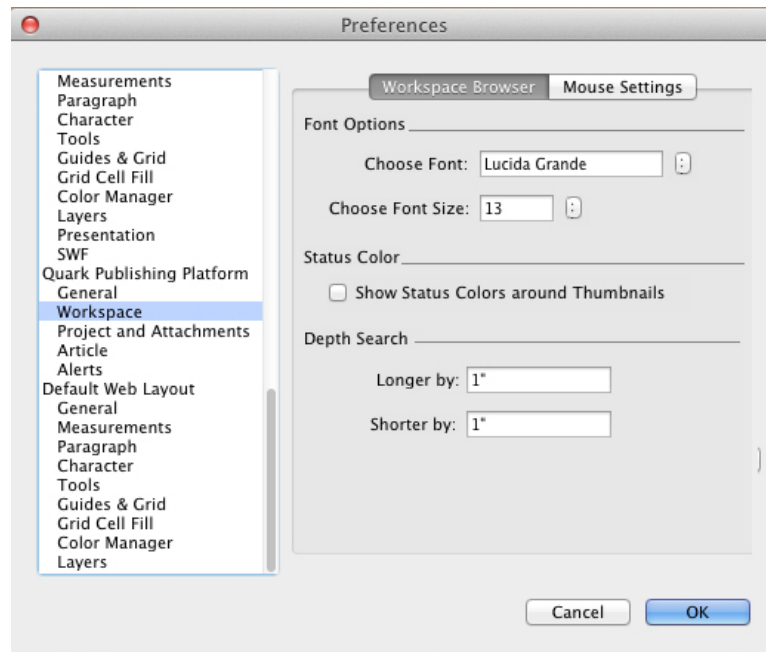 Preferences
Measurements
Paragraph
Character
Tools
Guides & Grid
Grid Cell Fill
Color Manager
Layers
Presentation
SWF
Quark Publishing Platform
General
Workspace
Project and Attachments
Article
Alerts
Default Web Layout
General
Measurements
Paragraph
Character
Tools
Guides & Grid
Grid Cell Fill
Color Manager
Layers
Workspace Browser Mouse Settings
Font Options
Choose Font: Lucida Grande
Choose Font Size: 13
Status Color
Show Status Colors around Thumbnails
Depth Search
Longer by: 1"
Shorter by: 1"
Cancel OK